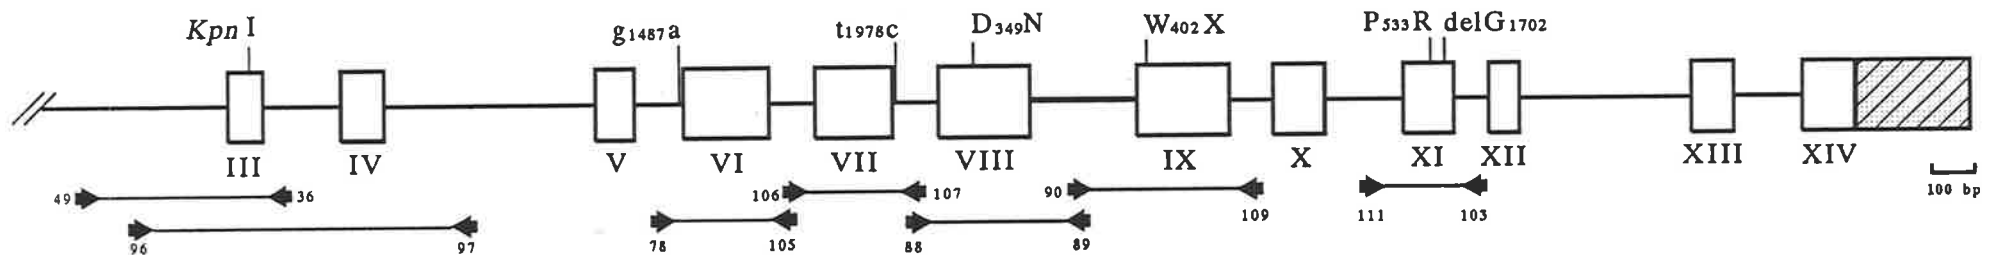 Kpn I g1487a t1978c D349N W402X P533R delG1702
III IV V VI VII VIII IX X XI XII XIII XIV
49 36 106 107 90 109 111 103 100 bp
96 97 78 105 88 89